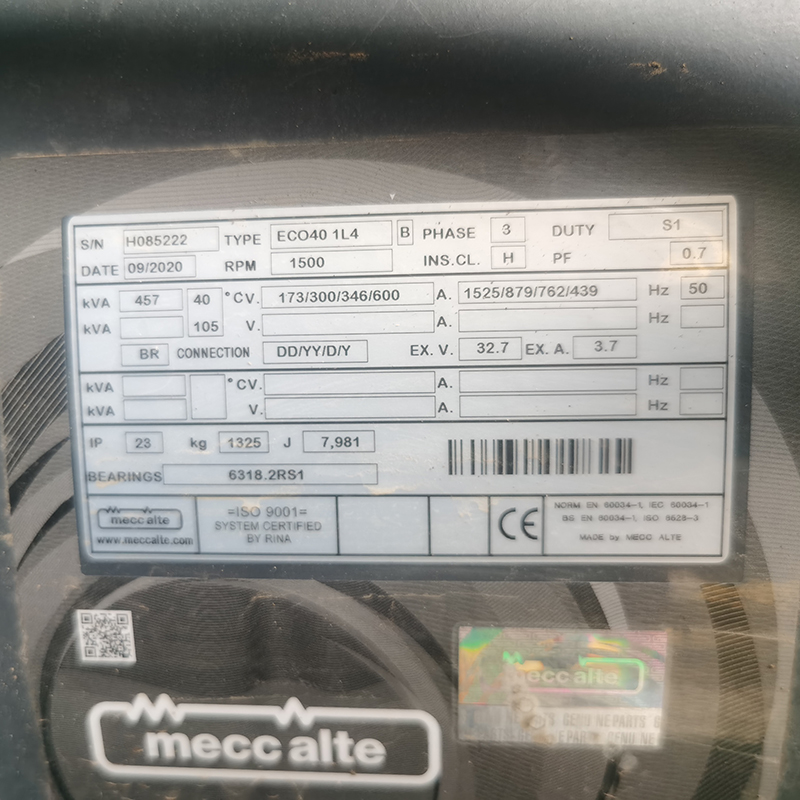 S/N H085222 TYPE ECO40 1L4 B PHASE 3 DUTY S1
DATE 09/2020 RPM 1500 INS.CL. H PF 0.7
kVA 457 40 °C V. 173/300/346/600 A. 1525/879/762/439 Hz 50
kVA 105 V. A. Hz
BR CONNECTION DD/YY/D/Y EX. V. 32.7 EX. A. 3.7
kVA °C V. A. Hz
kVA V. A. Hz
IP 23 kg 1325 J 7,981
BEARINGS 6318.2RS1
mecc alte
www.meccalte.com
=ISO 9001=
SYSTEM CERTIFIED
BY RINA
CE
NORM. EN 60034-1, IEC 60034-1
BS EN 60034-1, ISO 8528-3
MADE by MECC ALTE
mecc alte
mecc alte
GENUINE PARTS
GENUINE